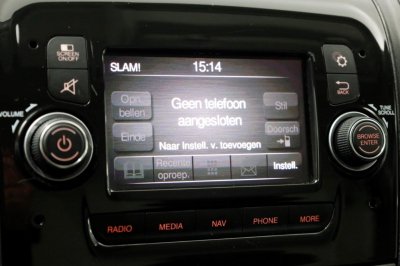 SCREEN
ON/OFF
SLAM!
15:14
BACK
VOLUME
TUNE
SCROLL
Opn.
bellen
Geen telefoon
aangesloten
Stil
Einde
Doorsch
Naar Instell. v. toevoegen
BROWSE
ENTER
Recente
oproep.
Instell.
RADIO
MEDIA
NAV
PHONE
MORE